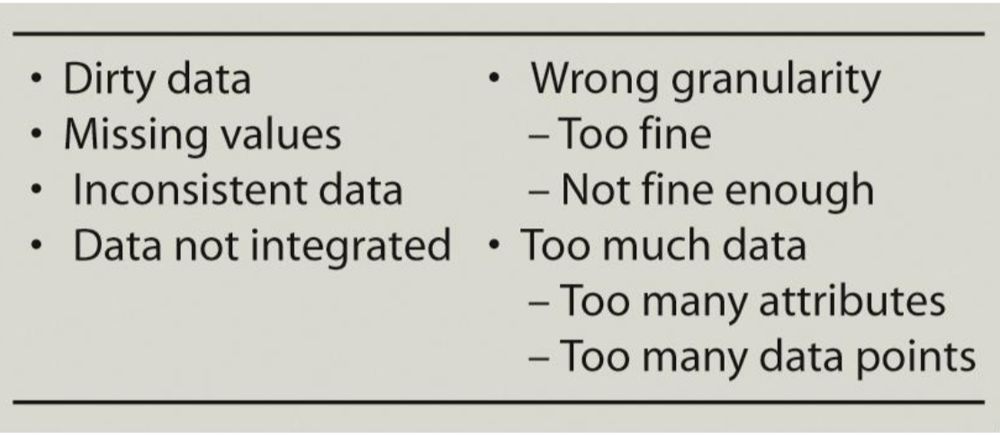 • Dirty data
• Missing values
• Inconsistent data
• Data not integrated
• Wrong granularity
– Too fine
– Not fine enough
• Too much data
– Too many attributes
– Too many data points